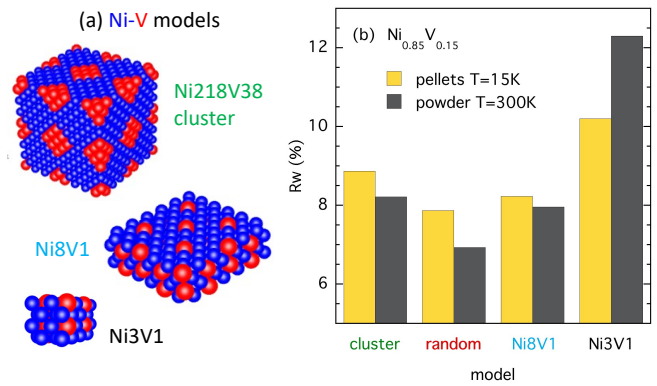 (a) Ni-V models
Ni218V38
cluster
Ni8V1
Ni3V1
(b) Ni0.85V0.15
pellets T=15K
powder T=300K
Rw (%)
12
10
8
6
cluster random Ni8V1 Ni3V1
model